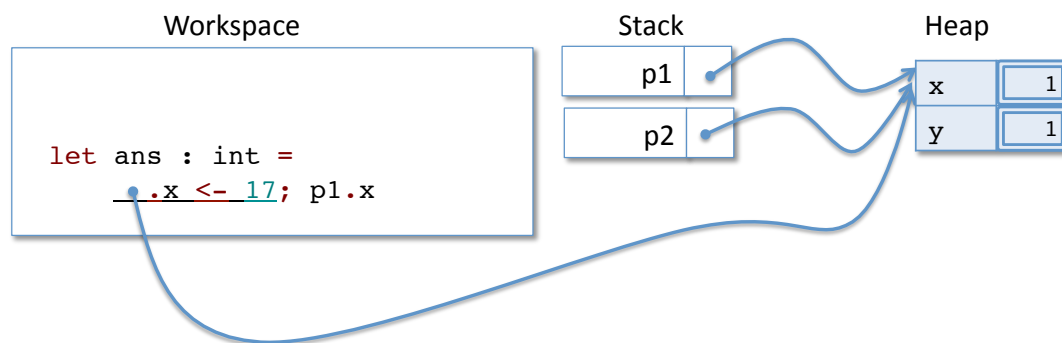 Workspace
Stack
Heap
p1
p2
x 1
y 1
let ans : int =
.x <- 17; p1.x